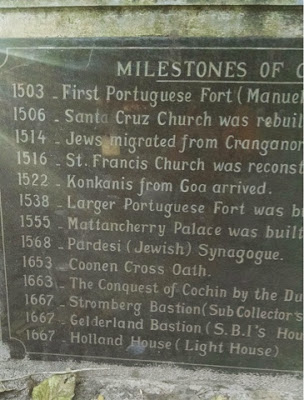 MILESTONES OF
1503 - First Portuguese Fort (Manuel
1506 - Santa Cruz Church was rebuil
1514 - Jews migrated from Cranganor
1516 - St. Francis Church was reconst
1522 - Konkanis from Goa arrived.
1538 - Larger Portuguese Fort was bu
1555 - Mattancherry Palace was built
1568 - Pardesi (Jewish) Synagogue.
1653 - Coonen Cross Oath.
1663 - The Conquest of Cochin by the Du
1667 - Stromberg Bastion (Sub Collector's
1667 - Gelderland Bastion (S.B.I's Hou
1667 - Holland House (Light House)